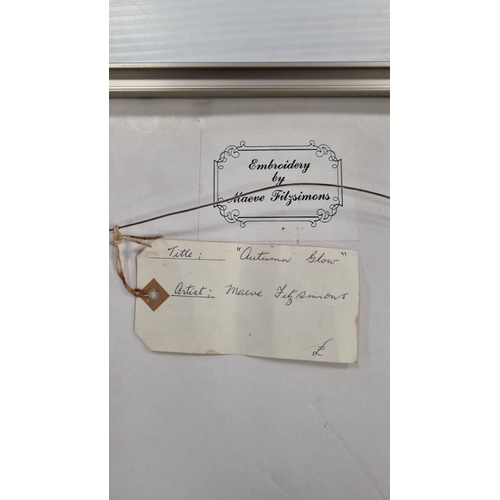 Embroidery
by
Maeve Fitzsimons
Title: "Autumn Glow"
Artist; Maeve Fitzsimons
£